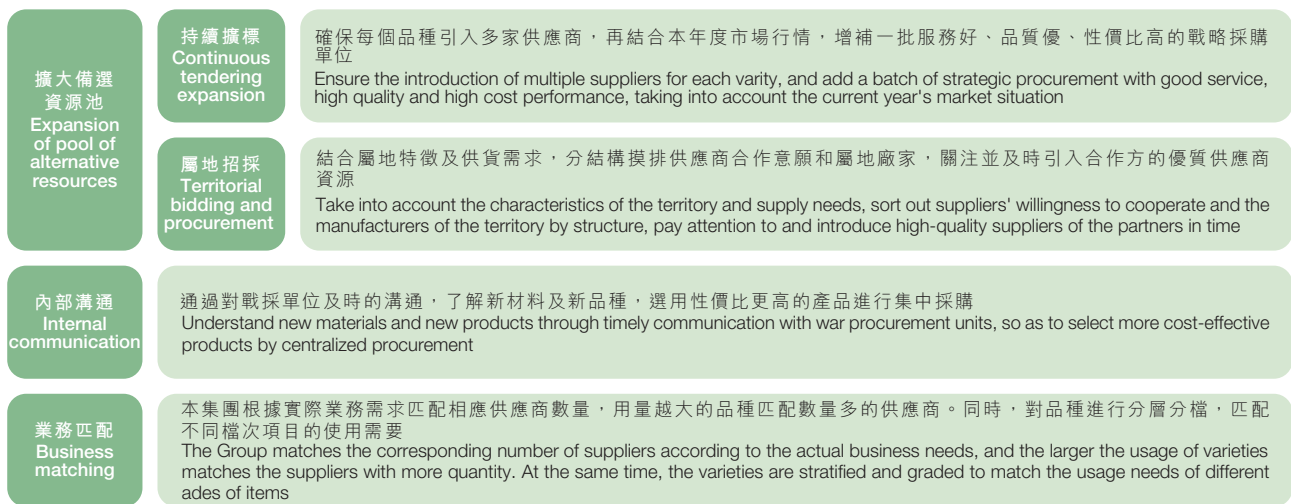 擴大備選
資源池
Expansion
of pool of
alternative
resources
持續擴標
Continuous
tendering
expansion
確保每個品種引入多家供應商，再結合本年度市場行情，增補一批服務好、品質優、性價比高的戰略採購
單位
Ensure the introduction of multiple suppliers for each varity, and add a batch of strategic procurement with good service,
high quality and high cost performance, taking into account the current year's market situation
屬地招採
Territorial
bidding and
procurement
結合屬地特徵及供貨需求，分結構摸排供應商合作意願和屬地廠家，關注並及時引入合作方的優質供應商
資源
Take into account the characteristics of the territory and supply needs, sort out suppliers' willingness to cooperate and the
manufacturers of the territory by structure, pay attention to and introduce high-quality suppliers of the partners in time
內部溝通
Internal
communication
通過對戰採單位及時的溝通，了解新材料及新品種，選用性價比更高的產品進行集中採購
Understand new materials and new products through timely communication with war procurement units, so as to select more cost-effective
products by centralized procurement
業務匹配
Business
matching
本集團根據實際業務需求匹配相應供應商數量，用量越大的品種匹配數量多的供應商。同時，對品種進行分層分檔，匹配
不同檔次項目的使用需要
The Group matches the corresponding number of suppliers according to the actual business needs, and the larger the usage of varieties
matches the suppliers with more quantity. At the same time, the varieties are stratified and graded to match the usage needs of different
ades of items